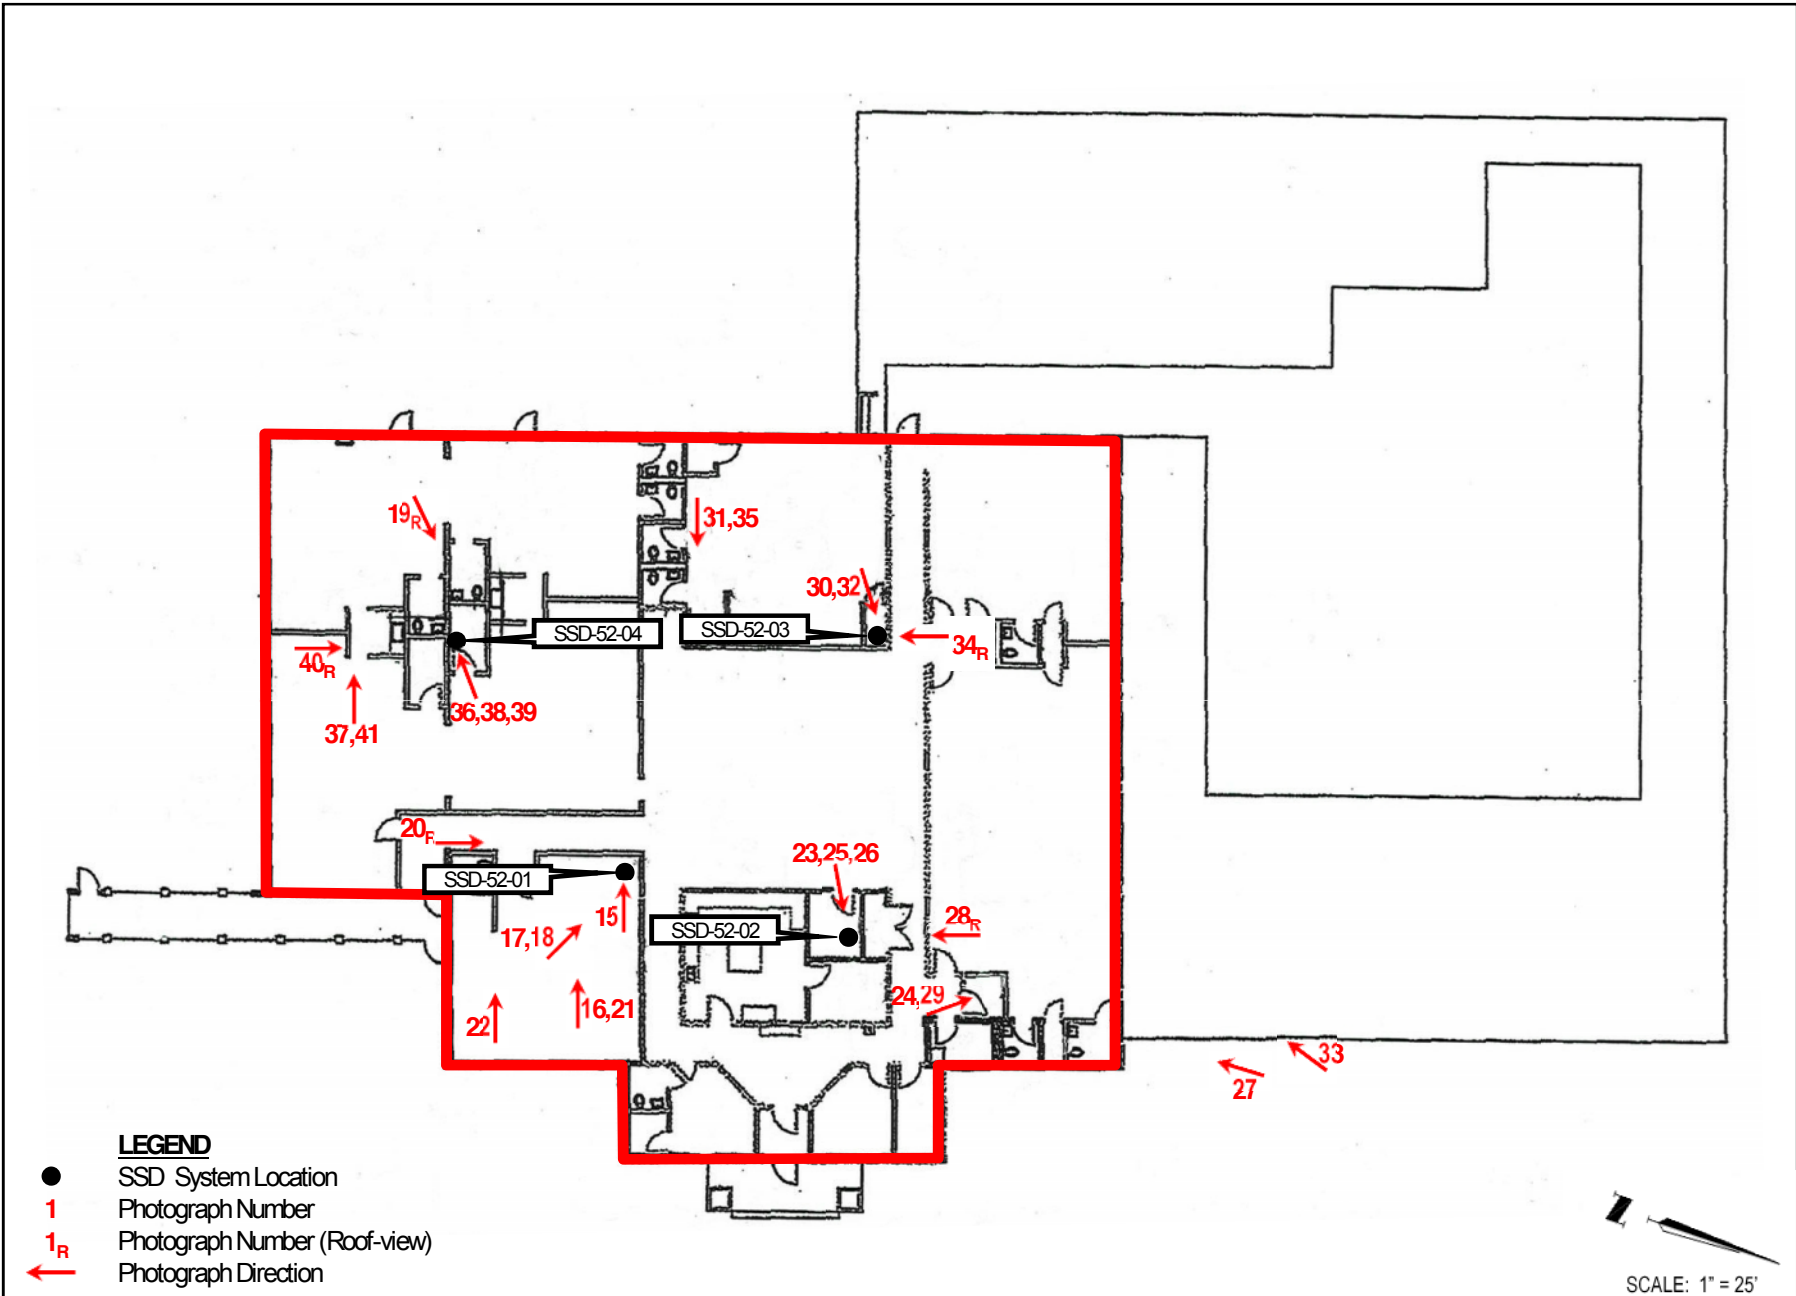 19R
31,35
30,32
SSD-52-04
SSD-52-03
34R
40R
36,38,39
37,41
20R
23,25,26
SSD-52-01
15
28R
17,18
SSD-52-02
24,29
16,21
22
33
27
LEGEND
SSD System Location
1 Photograph Number
1R Photograph Number (Roof-view)
Photograph Direction
SCALE: 1" = 25'